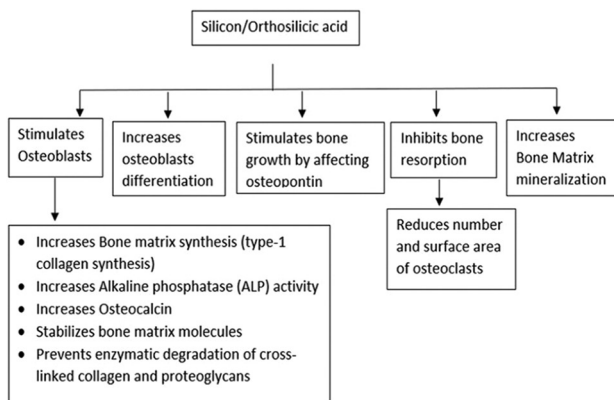 Silicon/Orthosilicic acid
Stimulates
Osteoblasts
Increases
osteoblasts
differentiation
Stimulates bone
growth by affecting
osteopontin
Inhibits bone
resorption
Increases
Bone Matrix
mineralization
• Increases Bone matrix synthesis (type-1
collagen synthesis)
• Increases Alkaline phosphatase (ALP) activity
• Increases Osteocalcin
• Stabilizes bone matrix molecules
• Prevents enzymatic degradation of cross-
linked collagen and proteoglycans
Reduces number
and surface area
of osteoclasts